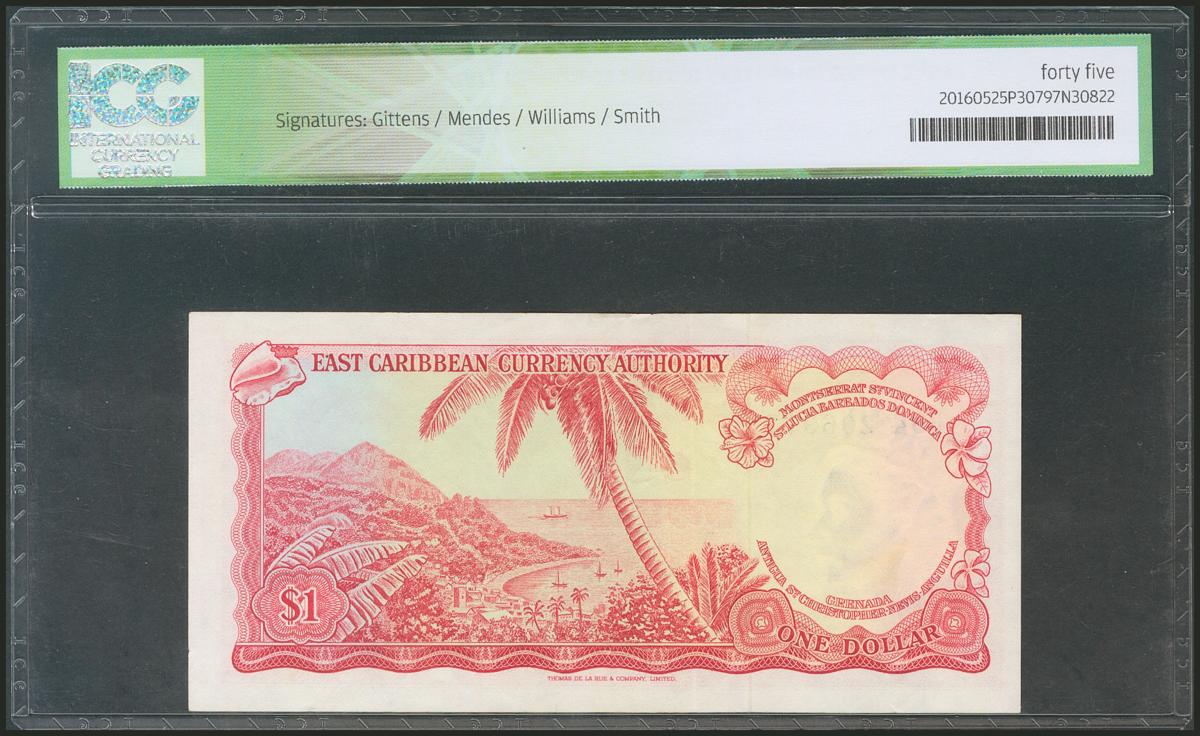 ICG
INTERNATIONAL
CURRENCY
GRADING
Signatures: Gittens / Mendes / Williams / Smith
forty five
20160525P30797N30822
EAST CARIBBEAN CURRENCY AUTHORITY
MONTSERRAT ST VINCENT
ST LUCIA BARBADOS DOMINICA
GRENADA
ANTIGUA ST CHRISTOPHER-NEVIS-ANGUILLA
$1
ONE DOLLAR
THOMAS DE LA RUE & COMPANY, LIMITED.